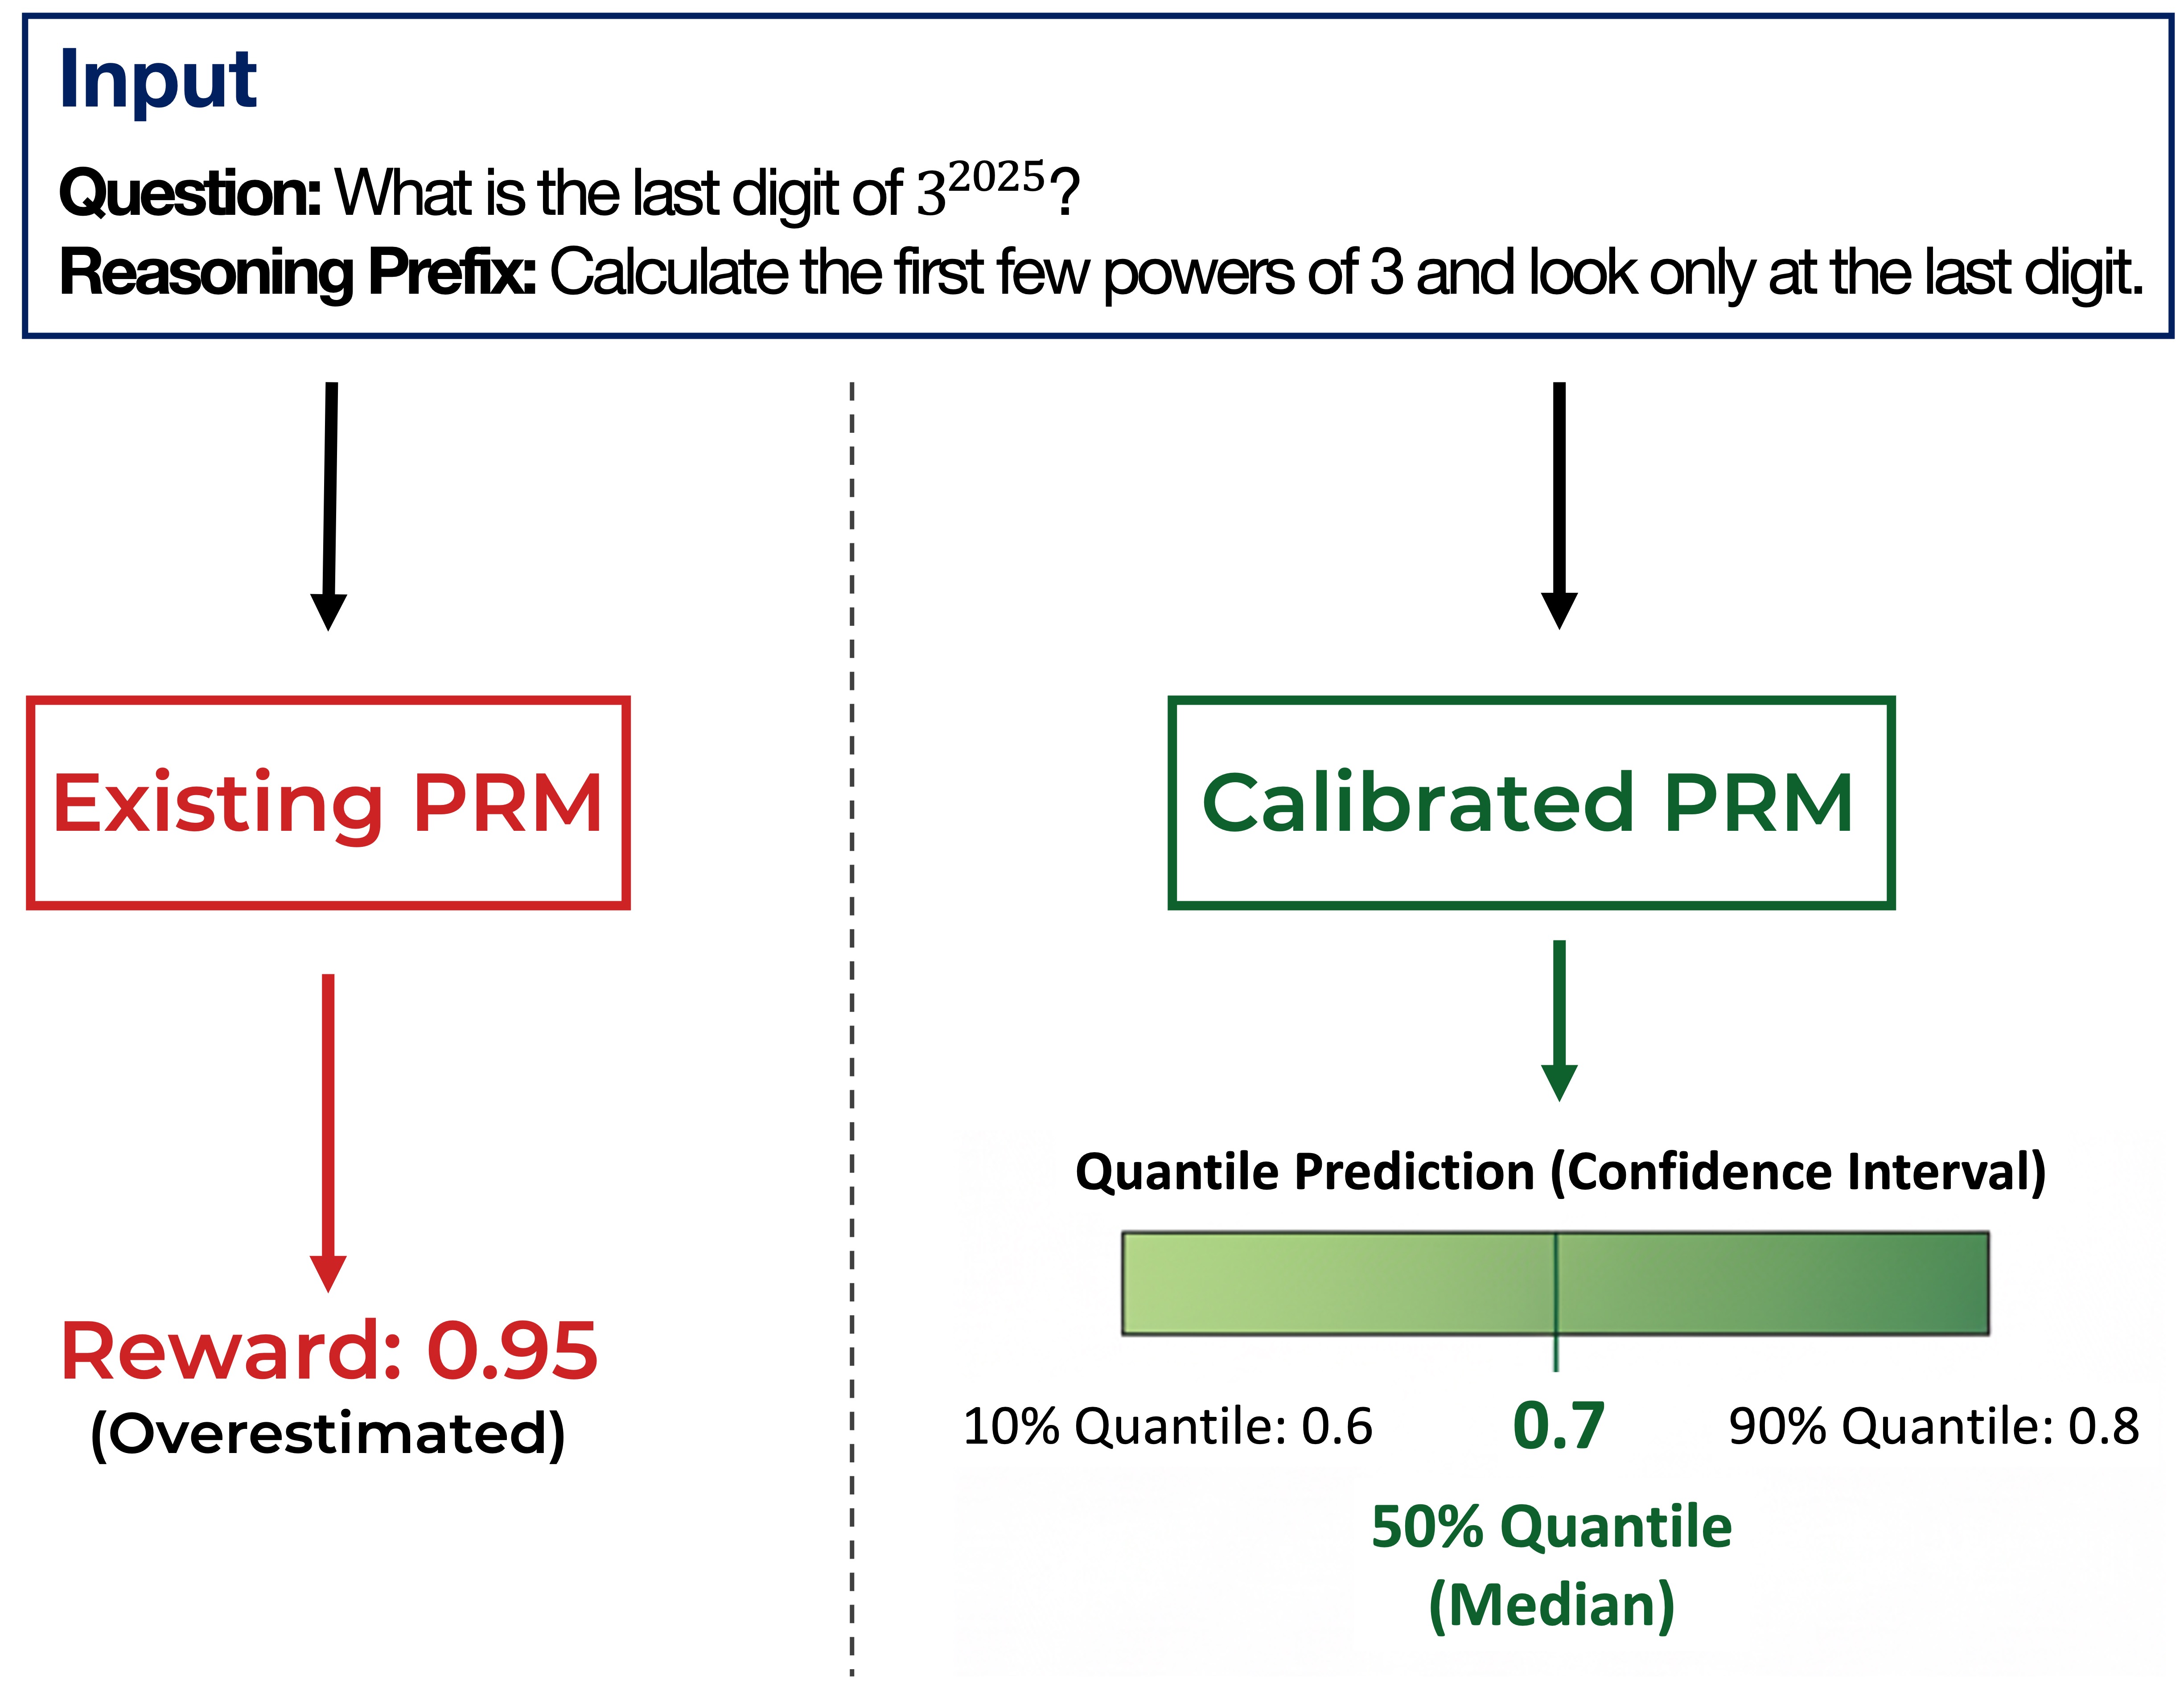 Input
Question: What is the last digit of 3^2025?
Reasoning Prefix: Calculate the first few powers of 3 and look only at the last digit.
Existing PRM
Calibrated PRM
Reward: 0.95
(Overestimated)
Quantile Prediction (Confidence Interval)
10% Quantile: 0.6
0.7
90% Quantile: 0.8
50% Quantile
(Median)